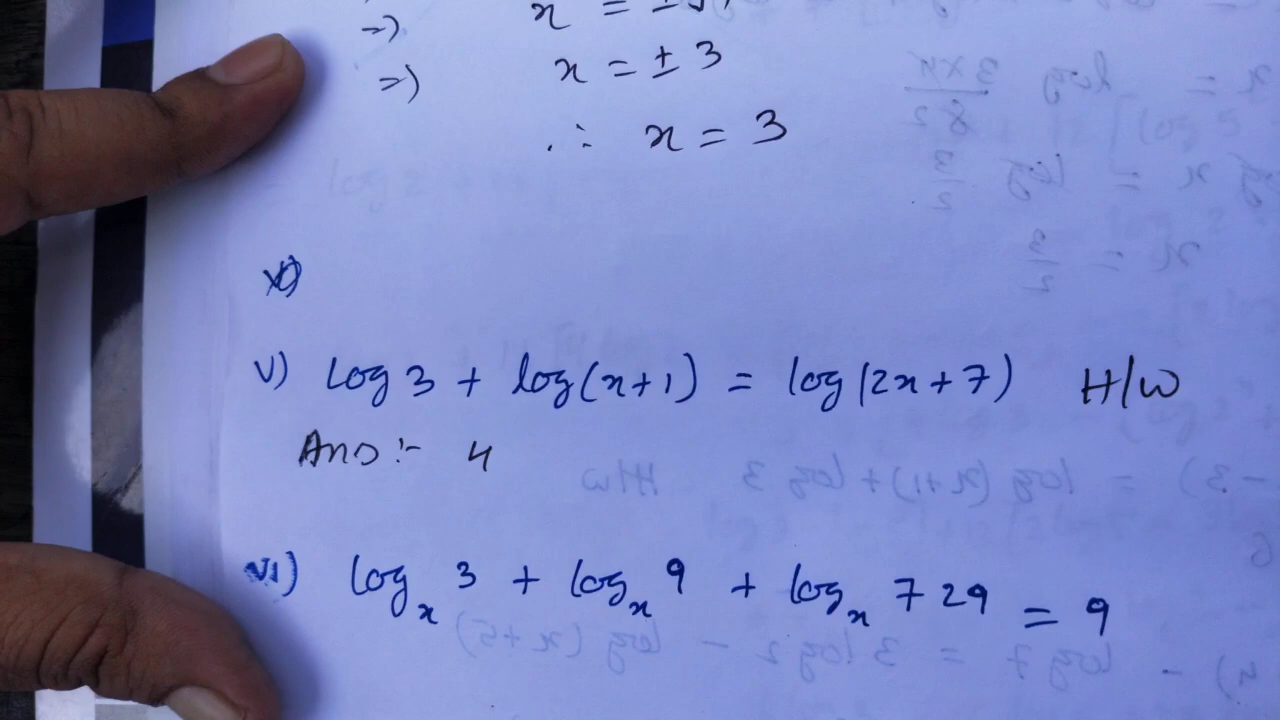 =) x = ±
=) x = ± 3
∴ x = 3
v) log 3 + log(x+1) = log(2x+7) H/W
Ans :- 4
vi) logₓ 3 + logₓ 9 + logₓ 729 = 9